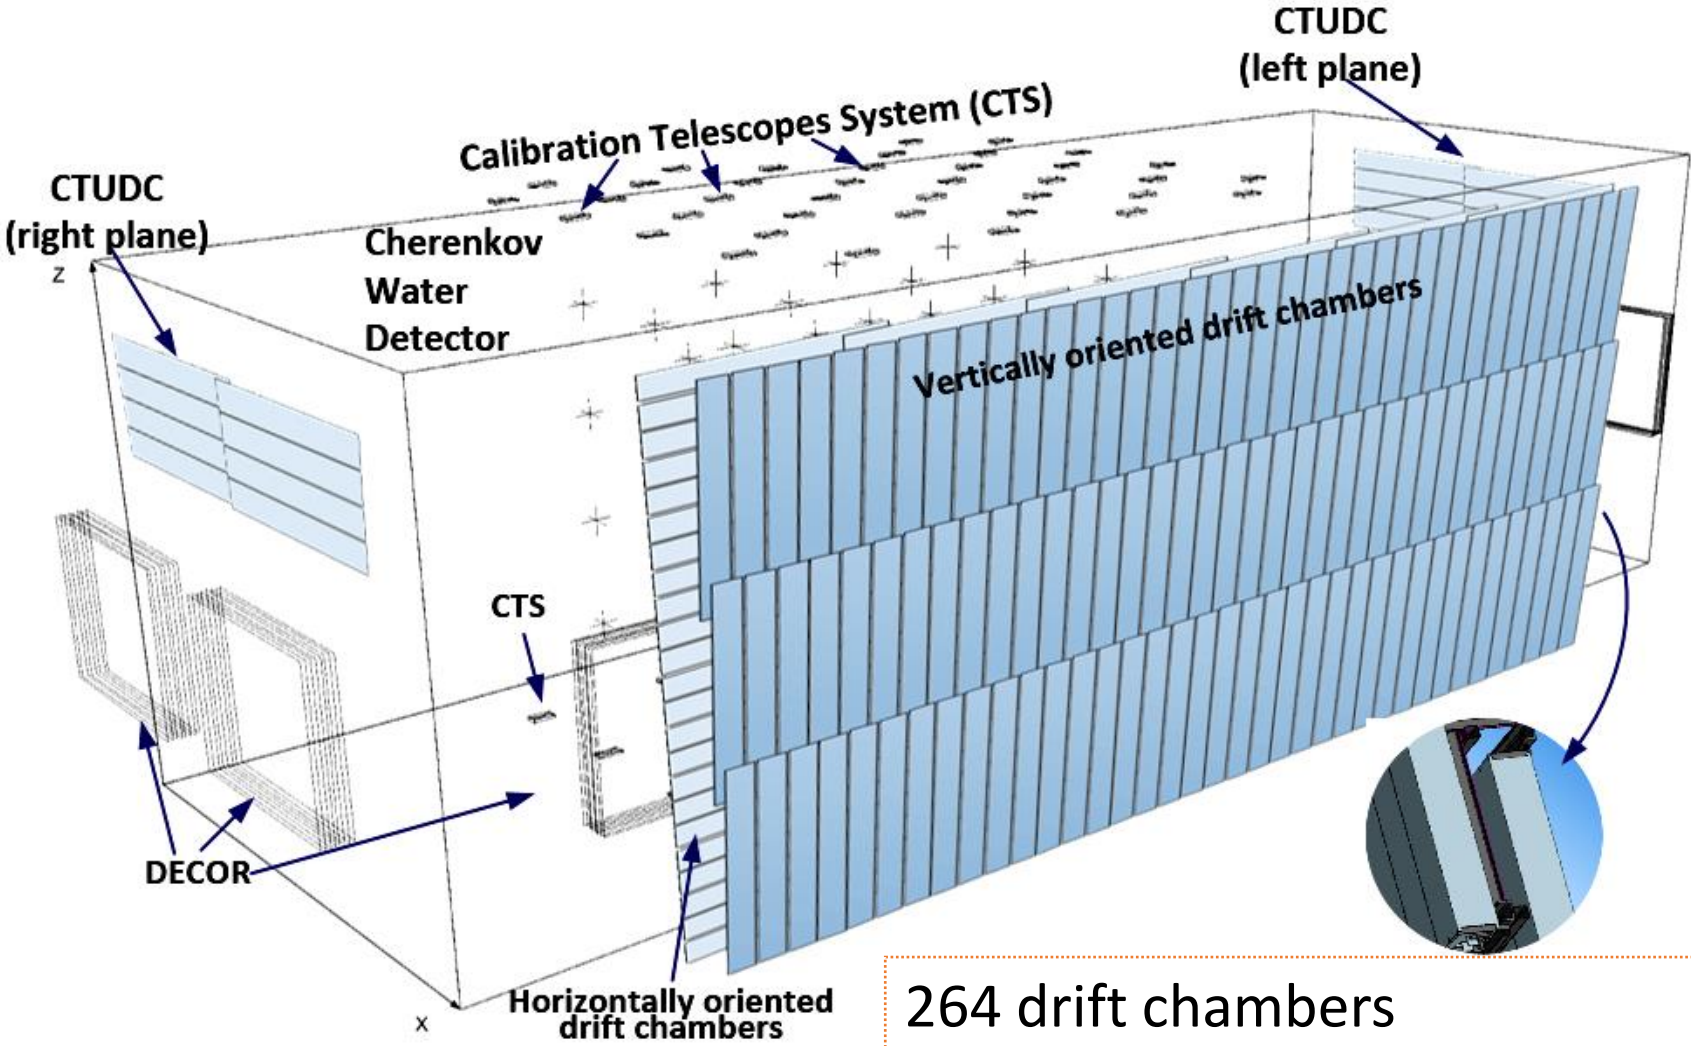 CTUDC
(left plane)
Calibration Telescopes System (CTS)
CTUDC
(right plane)
z
Cherenkov
Water
Detector
Vertically oriented drift chambers
CTS
DECOR
Horizontally oriented
drift chambers
x
264 drift chambers